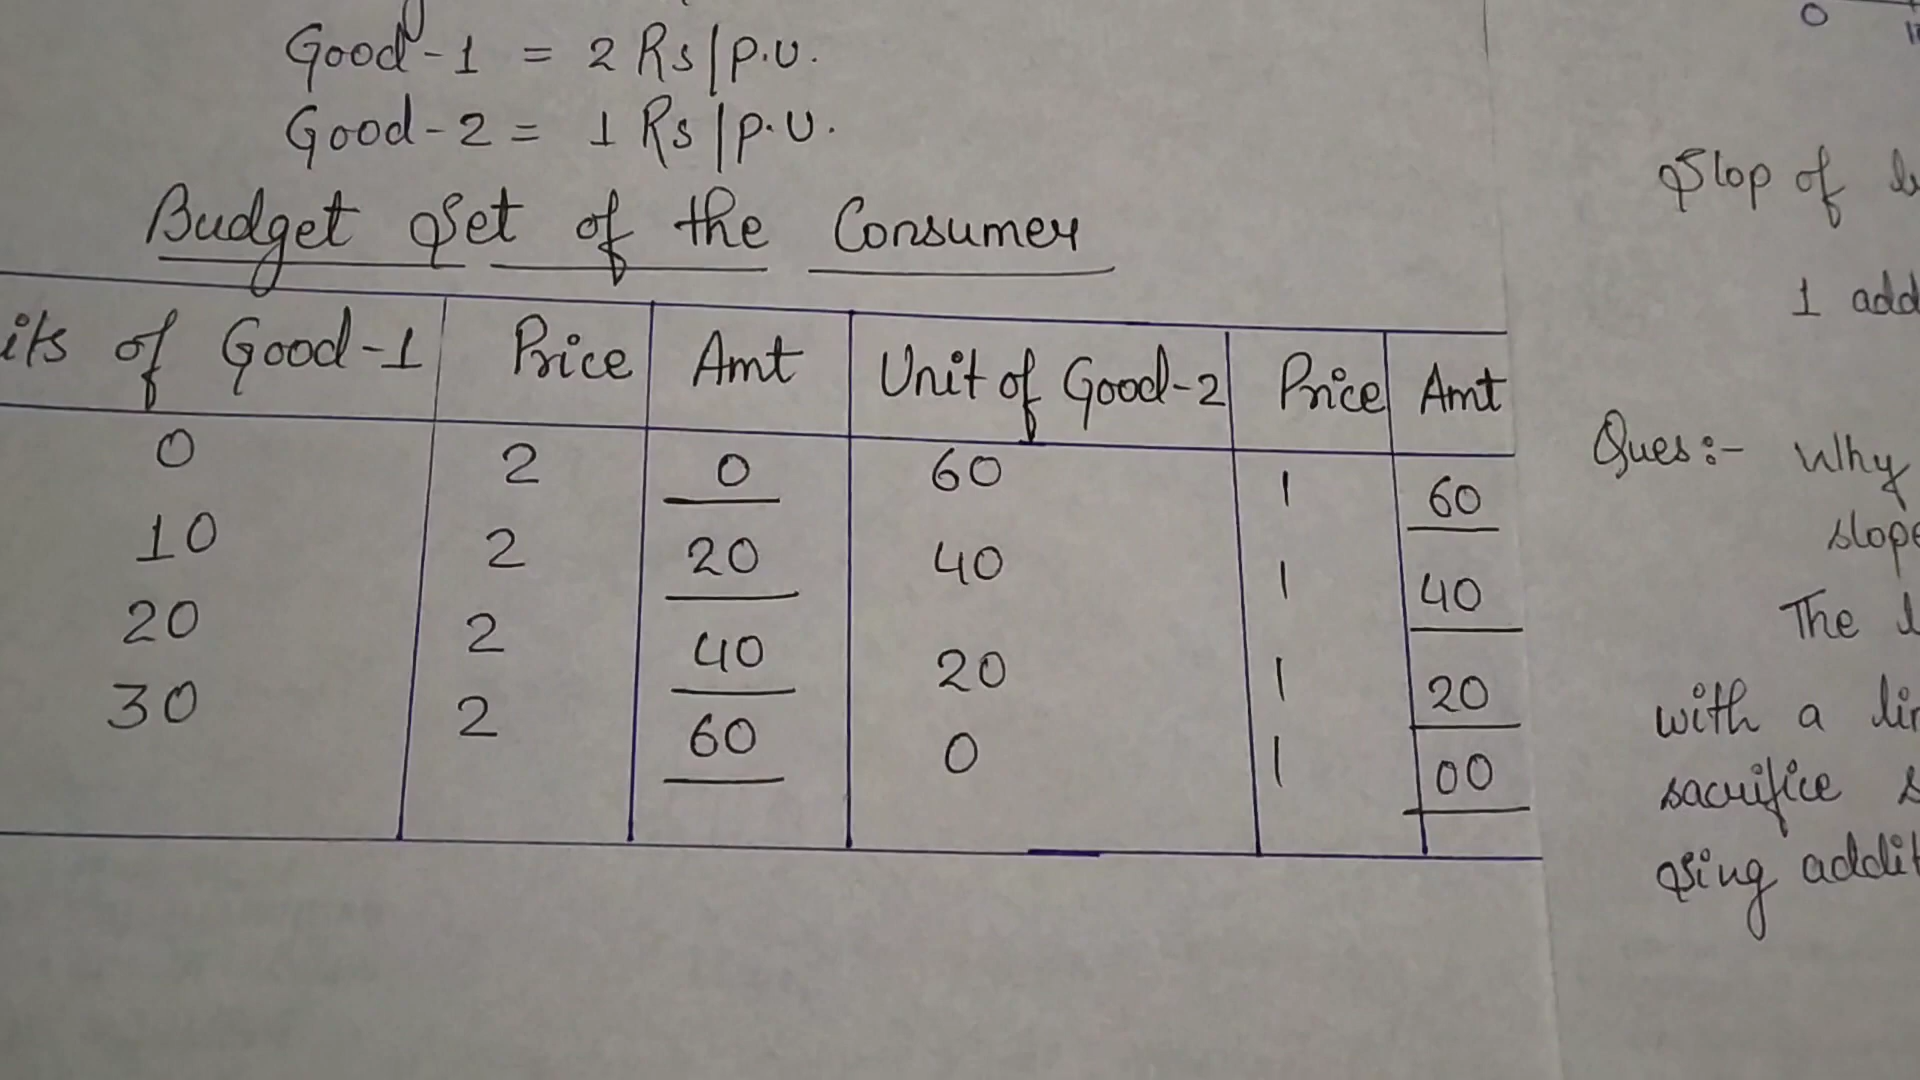 Good-1 = 2 Rs/p.u.
Good-2 = 1 Rs/p.u.
Budget Set of the Consumer
its of Good-1 Price Amt Unit of Good-2 Price Amt
0 2 0 60 1 60
10 2 20 40 1 40
20 2 40 20 1 20
30 2 60 0 1 00
0
Slop of
1 add
Ques:- Why
slope
The
with a
sacrifice
sing addit